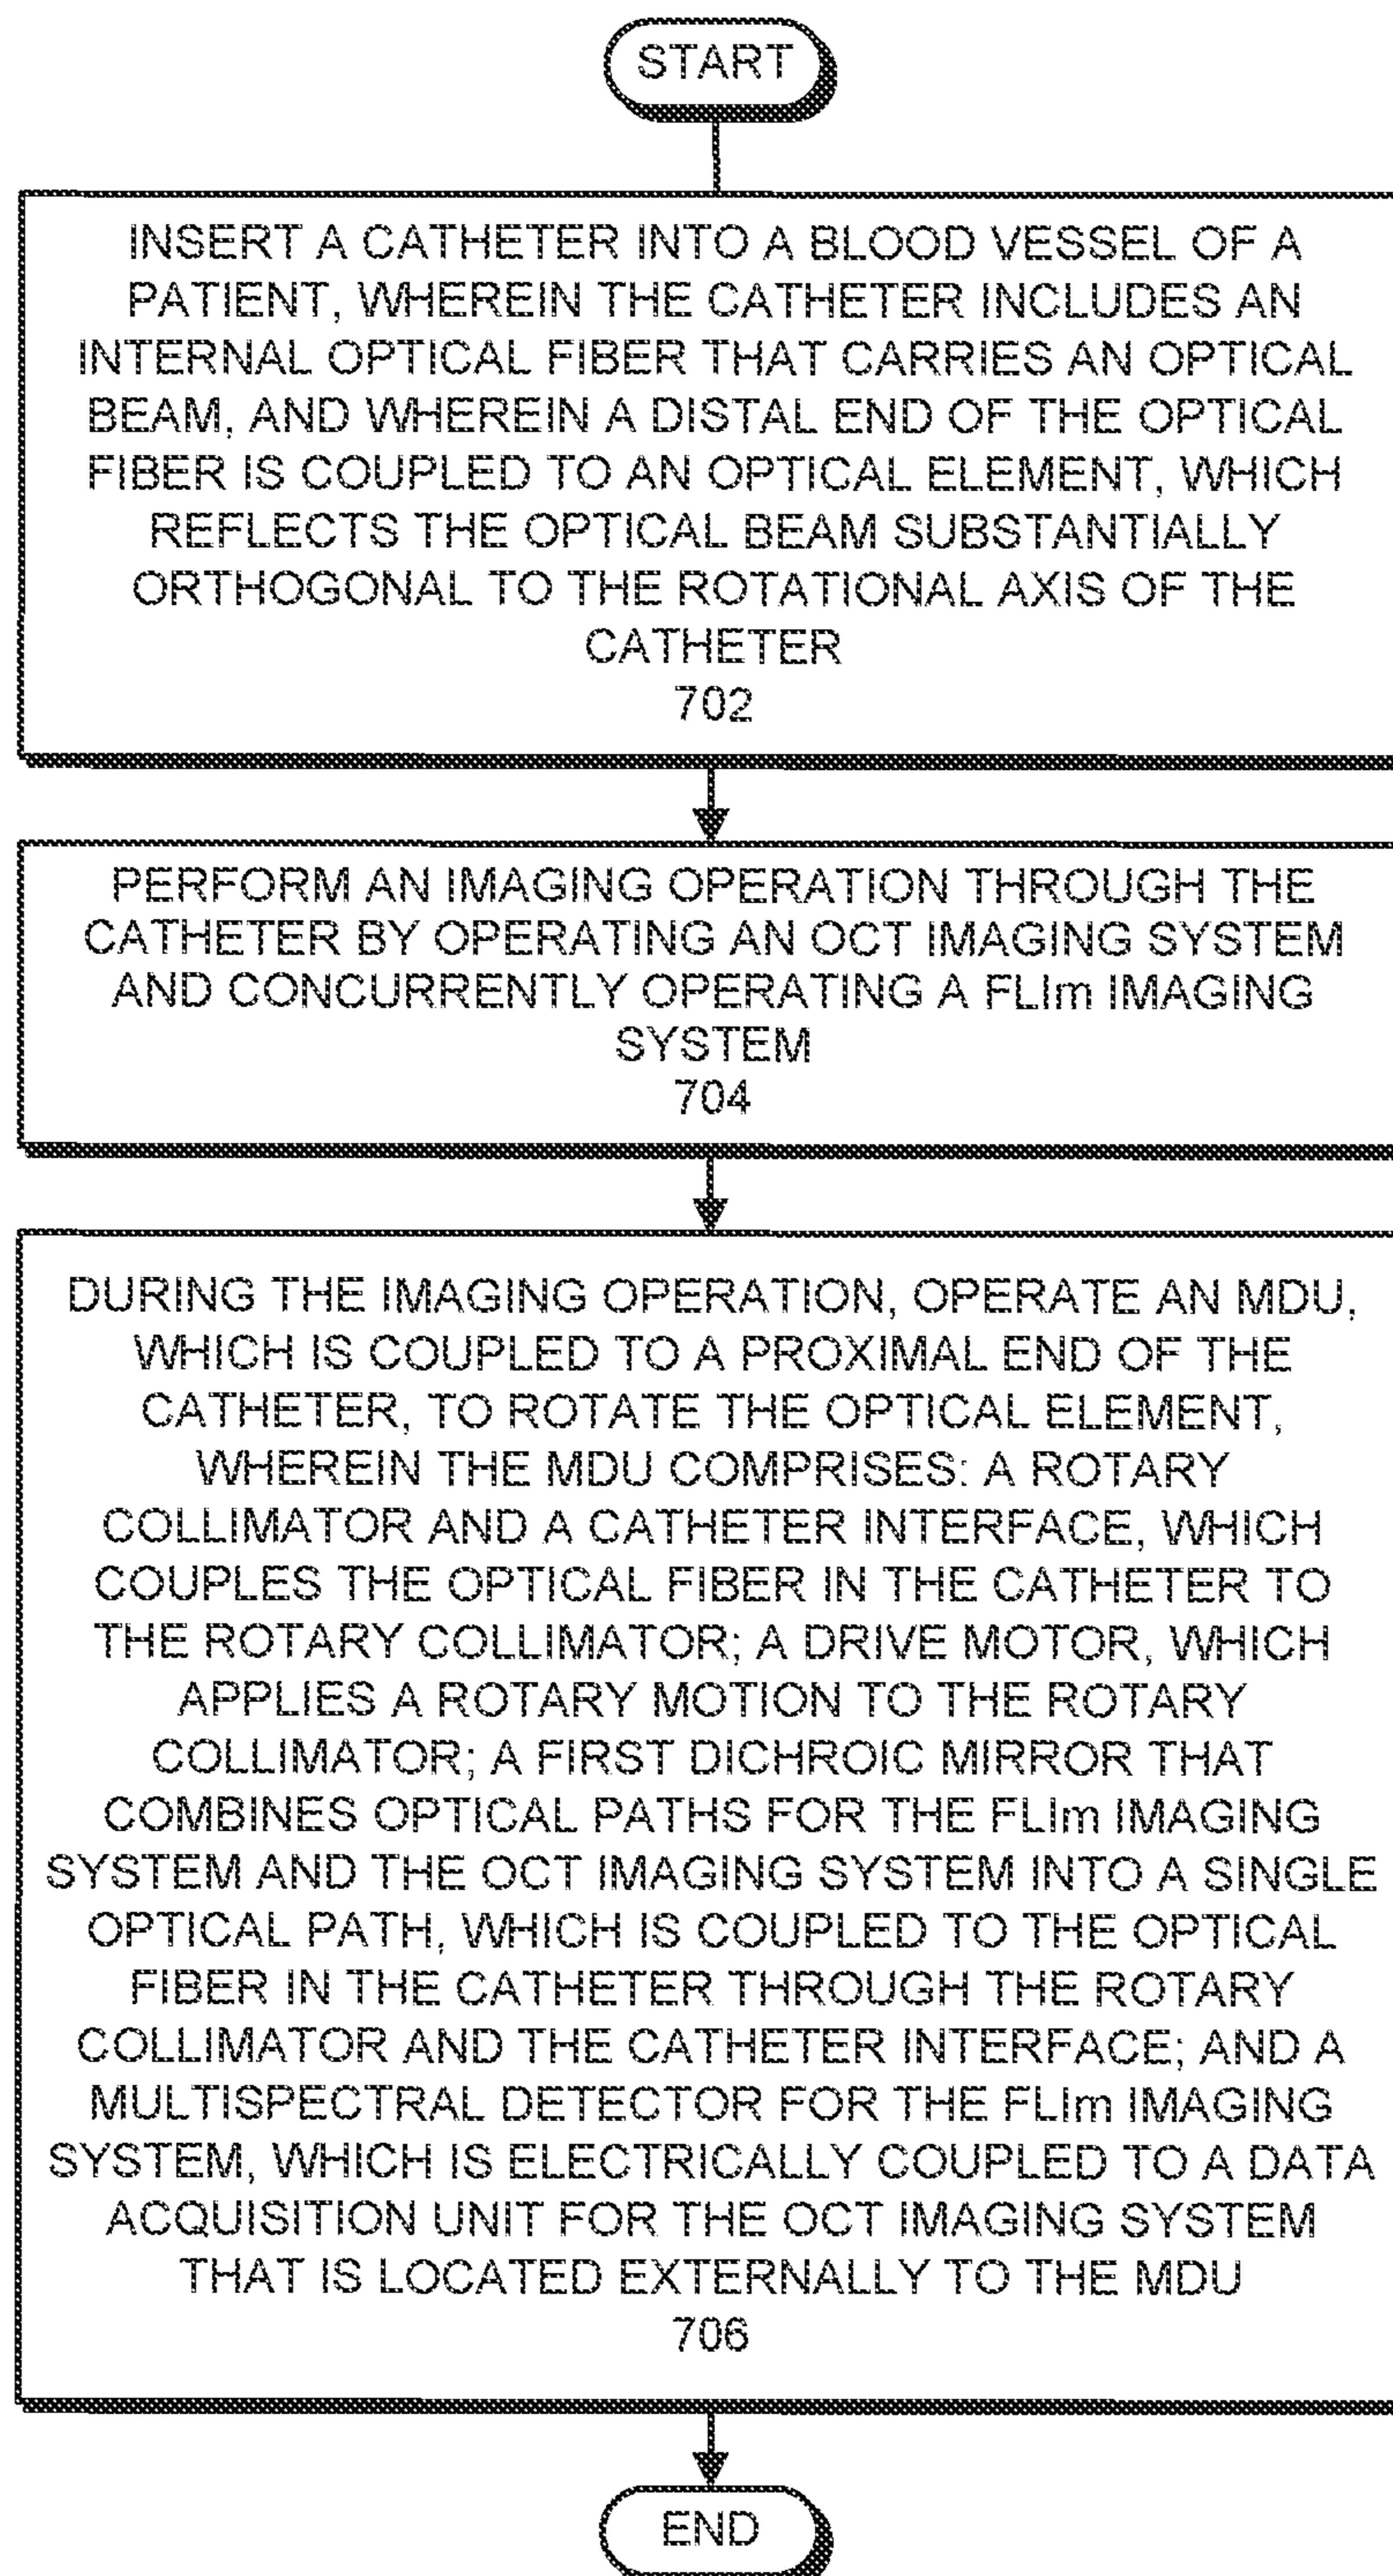 START
INSERT A CATHETER INTO A BLOOD VESSEL OF A
PATIENT, WHEREIN THE CATHETER INCLUDES AN
INTERNAL OPTICAL FIBER THAT CARRIES AN OPTICAL
BEAM, AND WHEREIN A DISTAL END OF THE OPTICAL
FIBER IS COUPLED TO AN OPTICAL ELEMENT, WHICH
REFLECTS THE OPTICAL BEAM SUBSTANTIALLY
ORTHOGONAL TO THE ROTATIONAL AXIS OF THE
CATHETER
702
PERFORM AN IMAGING OPERATION THROUGH THE
CATHETER BY OPERATING AN OCT IMAGING SYSTEM
AND CONCURRENTLY OPERATING A FLIm IMAGING
SYSTEM
704
DURING THE IMAGING OPERATION, OPERATE AN MDU,
WHICH IS COUPLED TO A PROXIMAL END OF THE
CATHETER, TO ROTATE THE OPTICAL ELEMENT,
WHEREIN THE MDU COMPRISES: A ROTARY
COLLIMATOR AND A CATHETER INTERFACE, WHICH
COUPLES THE OPTICAL FIBER IN THE CATHETER TO
THE ROTARY COLLIMATOR; A DRIVE MOTOR, WHICH
APPLIES A ROTARY MOTION TO THE ROTARY
COLLIMATOR; A FIRST DICHROIC MIRROR THAT
COMBINES OPTICAL PATHS FOR THE FLIm IMAGING
SYSTEM AND THE OCT IMAGING SYSTEM INTO A SINGLE
OPTICAL PATH, WHICH IS COUPLED TO THE OPTICAL
FIBER IN THE CATHETER THROUGH THE ROTARY
COLLIMATOR AND THE CATHETER INTERFACE; AND A
MULTISPECTRAL DETECTOR FOR THE FLIm IMAGING
SYSTEM, WHICH IS ELECTRICALLY COUPLED TO A DATA
ACQUISITION UNIT FOR THE OCT IMAGING SYSTEM
THAT IS LOCATED EXTERNALLY TO THE MDU
706
END